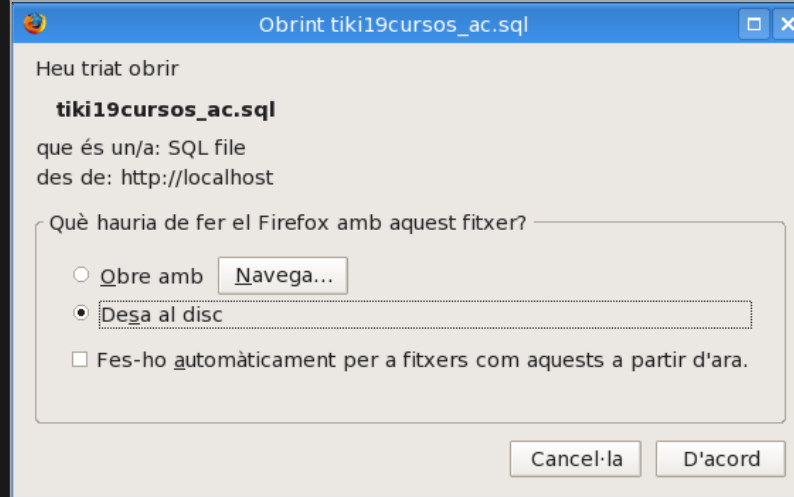 Obrint tiki19cursos_ac.sql
Heu triat obrir
tiki19cursos_ac.sql
que és un/a: SQL file
des de: http://localhost
Què hauria de fer el Firefox amb aquest fitxer?
Obre amb Navega...
Desa al disc
Fes-ho automàticament per a fitxers com aquests a partir d'ara.
Cancel·la D'acord